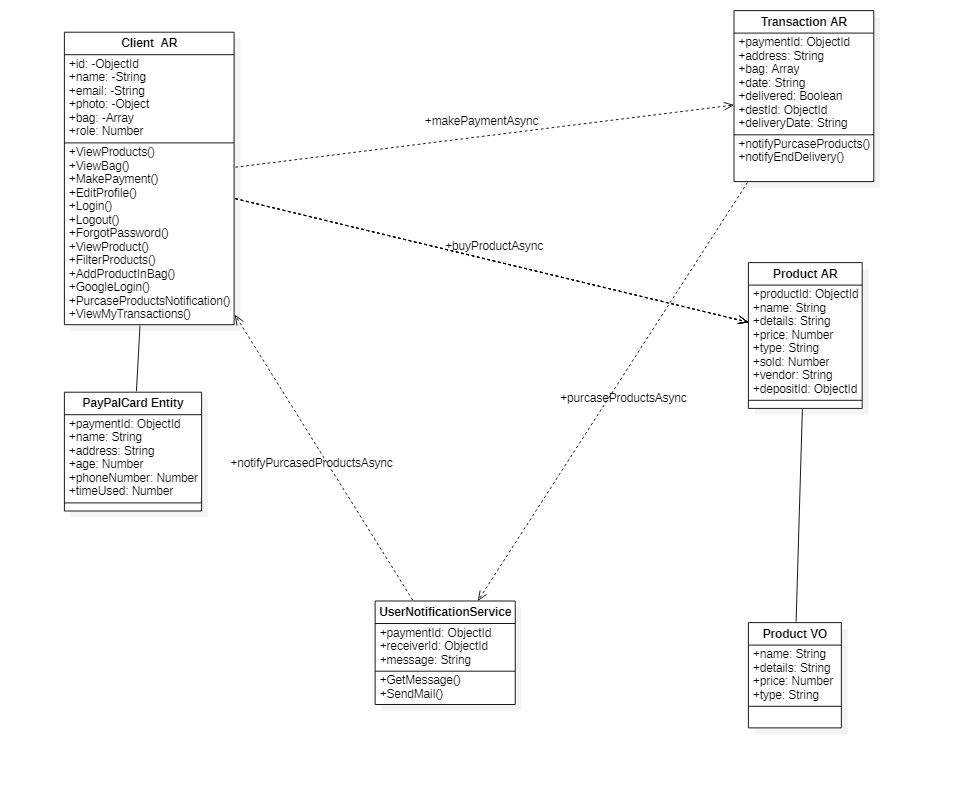 Client  AR
+id: -ObjectId
+name: -String
+email: -String
+photo: -Object
+bag: -Array
+role: Number
+ViewProducts()
+ViewBag()
+MakePayment()
+EditProfile()
+Login()
+Logout()
+ForgotPassword()
+ViewProduct()
+FilterProducts()
+AddProductInBag()
+GoogleLogin()
+PurcaseProductsNotification()
+ViewMyTransactions()
+makePaymentAsync
Transaction AR
+paymentId: ObjectId
+address: String
+bag: Array
+date: String
+delivered: Boolean
+destId: ObjectId
+deliveryDate: String
+notifyPurcaseProducts()
+notifyEndDelivery()
+buyProductAsync
Product AR
+productId: ObjectId
+name: String
+details: String
+price: Number
+type: String
+sold: Number
+vendor: String
+depositId: ObjectId
PayPalCard Entity
+paymentId: ObjectId
+name: String
+address: String
+age: Number
+phoneNumber: Number
+timeUsed: Number
+purcaseProductsAsync
+notifyPurcasedProductsAsync
UserNotificationService
+paymentId: ObjectId
+receiverId: ObjectId
+message: String
+GetMessage()
+SendMail()
Product VO
+name: String
+details: String
+price: Number
+type: String